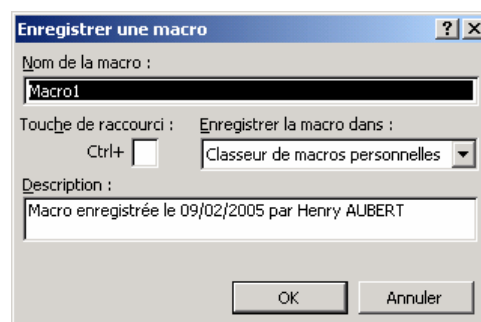 Enregistrer une macro
Nom de la macro :
Macro1
Touche de raccourci : Enregistrer la macro dans :
Ctrl+ Classeur de macros personnelles
Description :
Macro enregistrée le 09/02/2005 par Henry AUBERT
OK Annuler